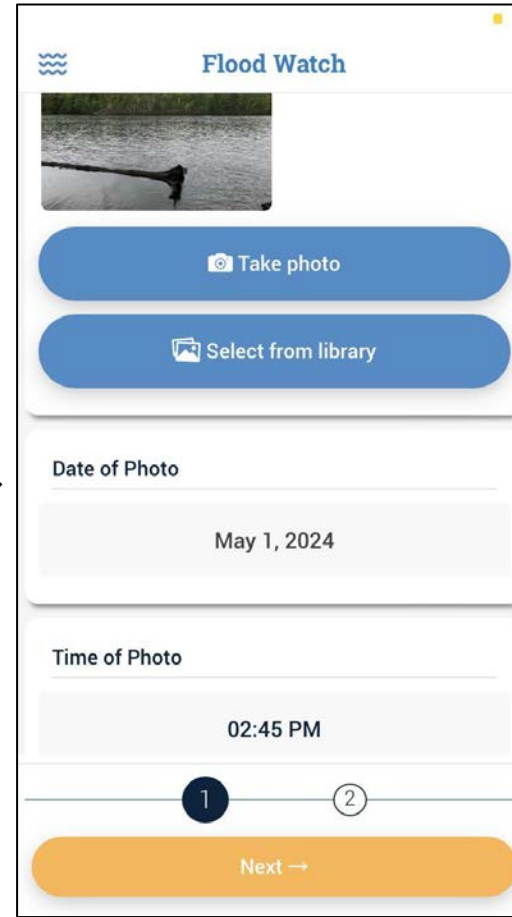 Flood Watch
Take photo
Select from library
Date of Photo
May 1, 2024
Time of Photo
02:45 PM
1 2
Next →